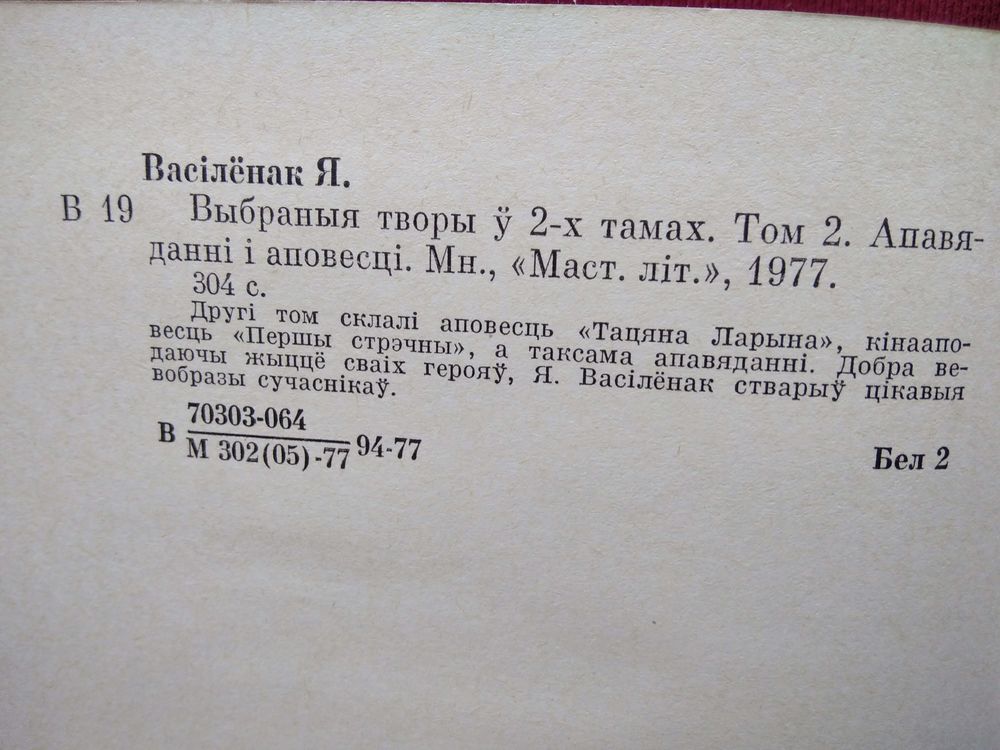 Васілёнак Я.
В 19 Выбраныя творы ў 2-х тамах. Том 2. Апавя-
данні і аповесці. Мн., «Маст. літ.», 1977.
304 с.
Другі том склалі аповесць «Тацяна Ларына», кінаапо-
весць «Першы стрэчны», а таксама апавяданні. Добра ве-
даючы жыццё сваіх герояў, Я. Васілёнак стварыў цікавыя
вобразы сучаснікаў.
70303-064
В 94-77
М 302(05)-77
Бел 2